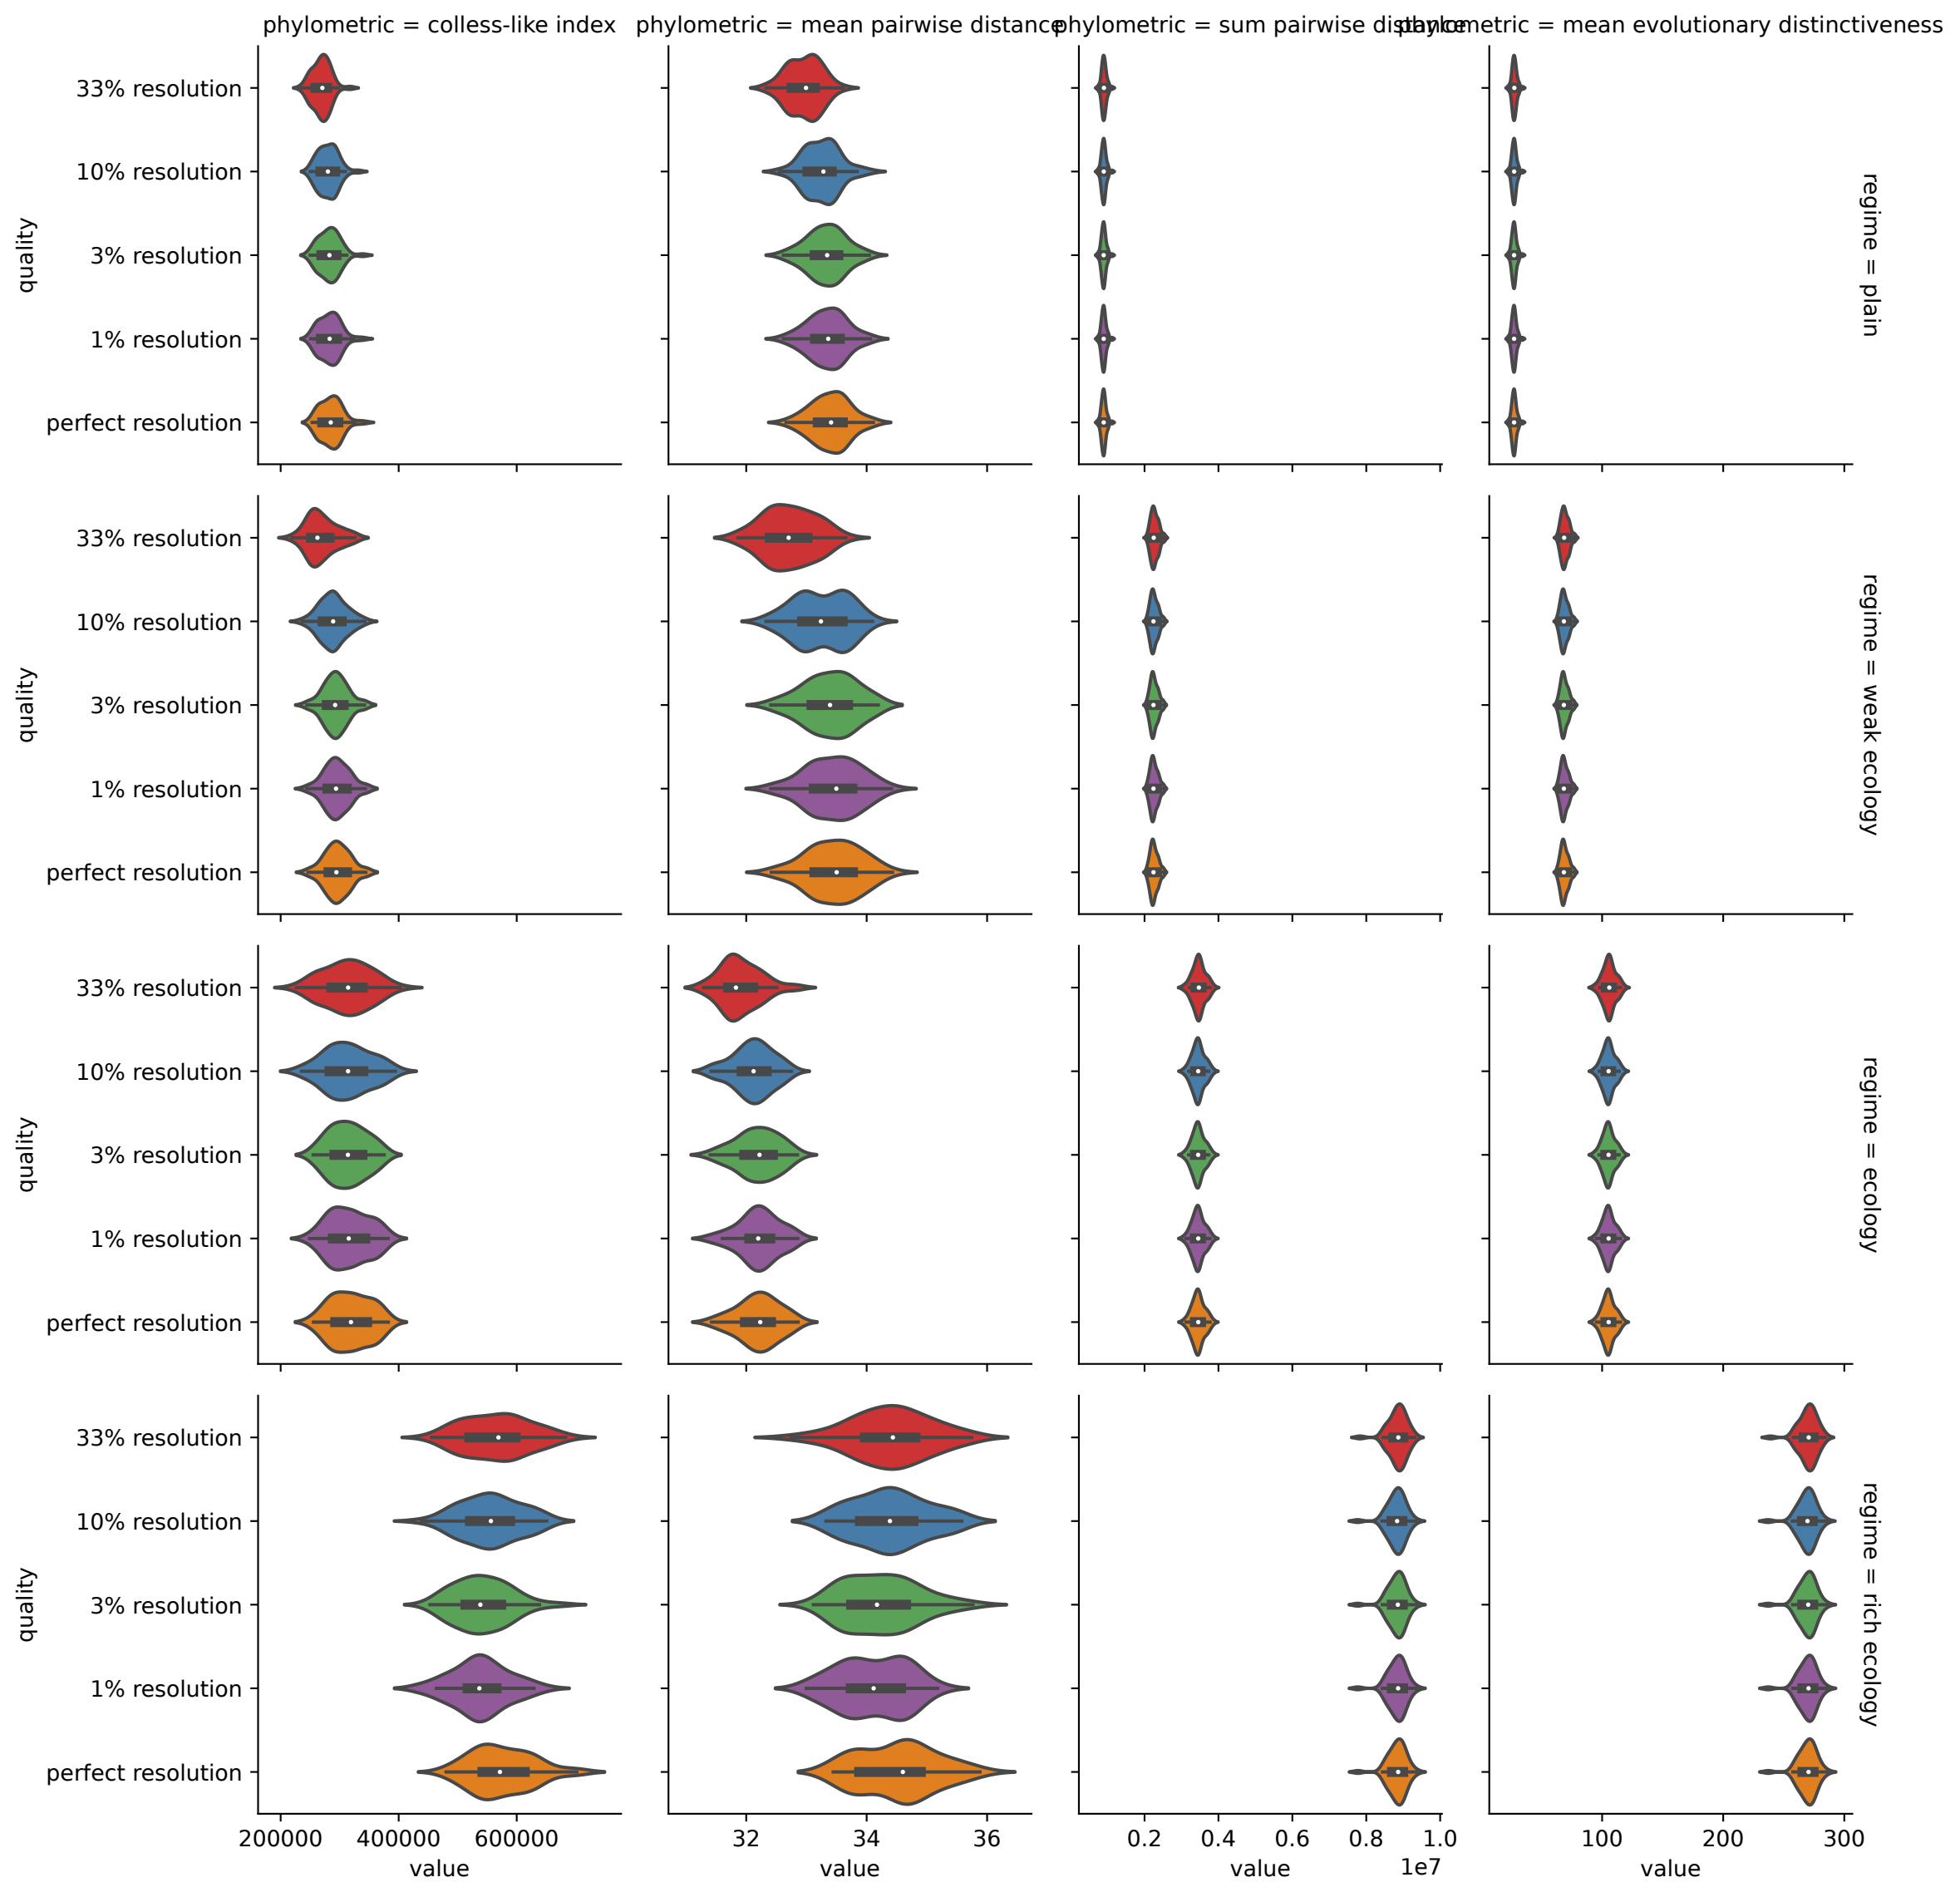 phylometric = colless-like index
phylometric = mean pairwise distance
phylometric = sum pairwise distance
phylometric = mean evolutionary distinctiveness
33% resolution
10% resolution
3% resolution
1% resolution
perfect resolution
quality
regime = plain
33% resolution
10% resolution
3% resolution
1% resolution
perfect resolution
quality
regime = weak ecology
33% resolution
10% resolution
3% resolution
1% resolution
perfect resolution
quality
regime = ecology
33% resolution
10% resolution
3% resolution
1% resolution
perfect resolution
quality
regime = rich ecology
200000 400000 600000
value
32 34 36
value
0.2 0.4 0.6 0.8 1.0
1e7
value
100 200 300
value